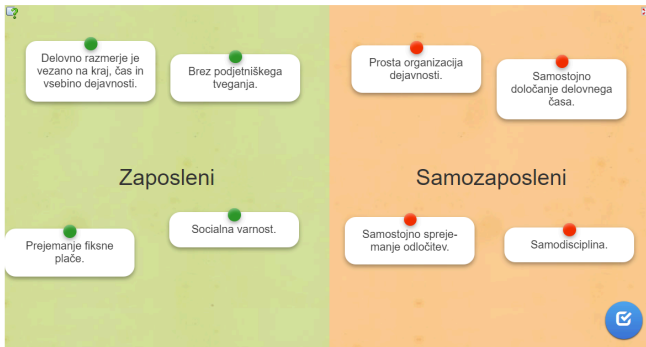 Delovno razmerje je
vezano na kraj, čas in
vsebino dejavnosti.
Brez podjetniškega
tveganja.
Prosta organizacija
dejavnosti.
Samostojno
določanje delovnega
časa.
Zaposleni
Samozaposleni
Prejemanje fiksne
plače.
Socialna varnost.
Samostojno spreje-
manje odločitev.
Samodisciplina.